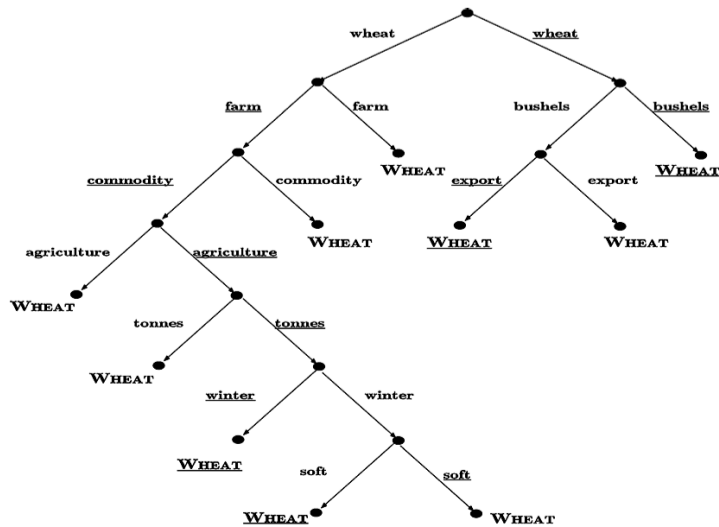 wheat wheat
farm farm bushels bushels
commodity commodity WHEAT export export WHEAT
agriculture agriculture WHEAT WHEAT WHEAT
WHEAT tonnes tonnes
WHEAT winter winter
WHEAT soft soft
WHEAT WHEAT